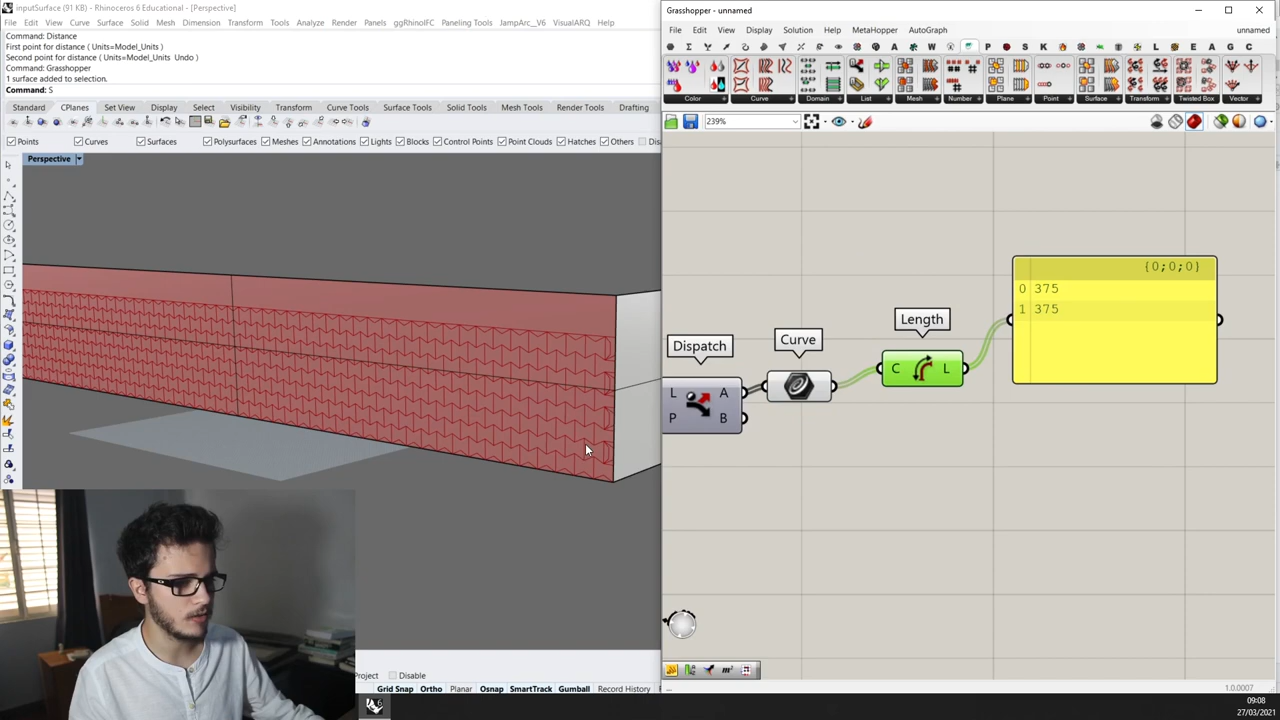 inputSurface (91 KB) - Rhinoceros 6 Educational - [Perspective]
File Edit View Curve Surface Solid Mesh Dimension Transform Tools Analyze Render Panels ggRhinoIFC Paneling Tools JampArc_V6 VisualARQ Help
Command: Distance
First point for distance ( Units=Model_Units )
Second point for distance ( Units=Model_Units Undo )
Command: Grasshopper
1 surface added to selection.
Command: S
Standard CPlanes Set View Display Select Visibility Transform Curve Tools Surface Tools Solid Tools Mesh Tools Render Tools Drafting
Points Curves Surfaces Polysurfaces Meshes Annotations Lights Blocks Control Points Point Clouds Hatches Others
Perspective
Project Disable
Grid Snap Ortho Planar Osnap SmartTrack Gumball Record History
Grasshopper - unnamed
File Edit View Display Solution Help MetaHopper AutoGraph unnamed
Color Curve Domain List Mesh Number Plane Point Surface Transform Twisted Box Vector
239%
Dispatch
L A
P B
Curve
Length
C L
{0;0;0}
0 375
1 375
1.0.0007
09:08
27/03/2021